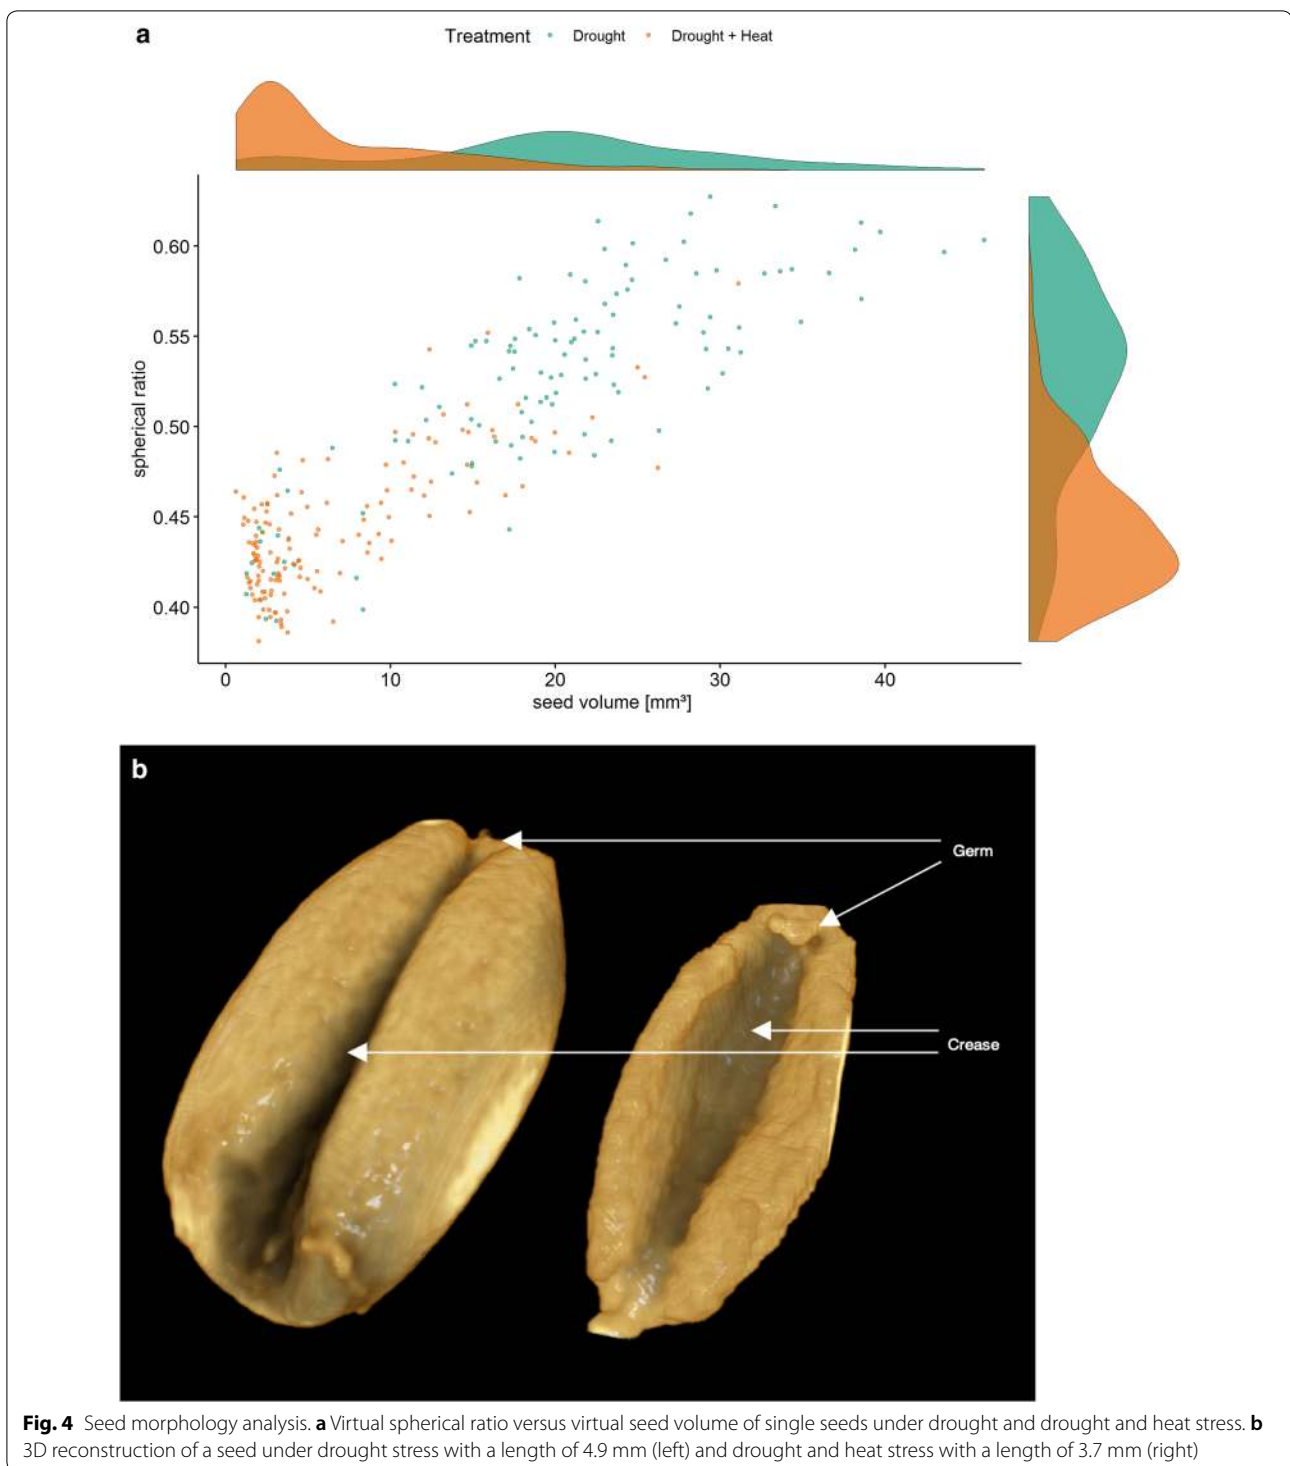 a
Treatment Drought Drought + Heat
0.60
0.55
0.50
0.45
0.40
spherical ratio
0 10 20 30 40
seed volume [mm³]
b
Germ
Crease
Fig. 4 Seed morphology analysis. a Virtual spherical ratio versus virtual seed volume of single seeds under drought and drought and heat stress. b
3D reconstruction of a seed under drought stress with a length of 4.9 mm (left) and drought and heat stress with a length of 3.7 mm (right)